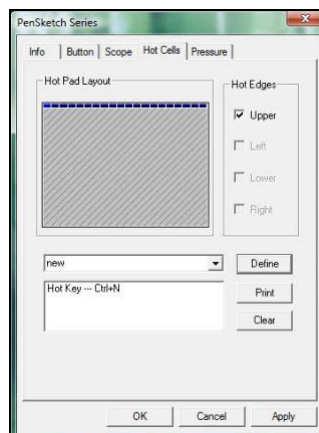 PenSketch Series
Info Button Scope Hot Cells Pressure
Hot Pad Layout
Hot Edges
Upper
Left
Lower
Right
new
Define
Hot Key --- Ctrl+N
Print
Clear
OK Cancel Apply